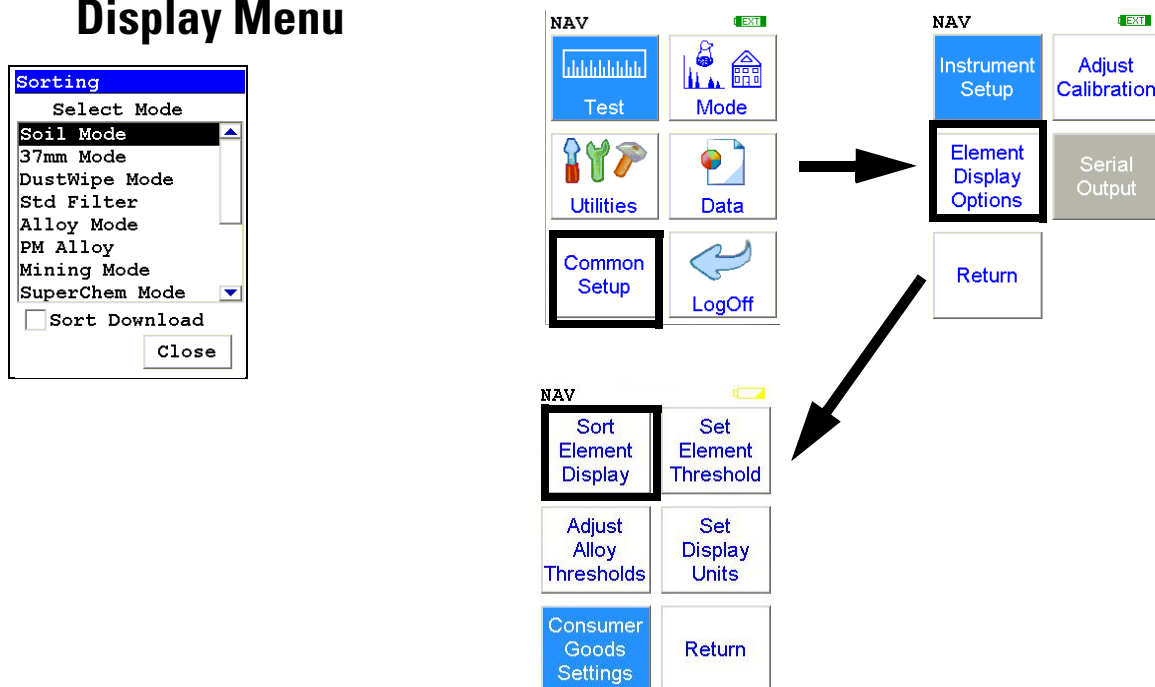 Display Menu
Sorting
Select Mode
Soil Mode
37mm Mode
DustWipe Mode
Std Filter
Alloy Mode
PM Alloy
Mining Mode
SuperChem Mode
Sort Download
Close
NAV
EXT
Test
Mode
Utilities
Data
Common
Setup
LogOff
NAV
EXT
Instrument
Setup
Adjust
Calibration
Element
Display
Options
Serial
Output
Return
NAV
Sort
Element
Display
Set
Element
Threshold
Adjust
Alloy
Thresholds
Set
Display
Units
Consumer
Goods
Settings
Return